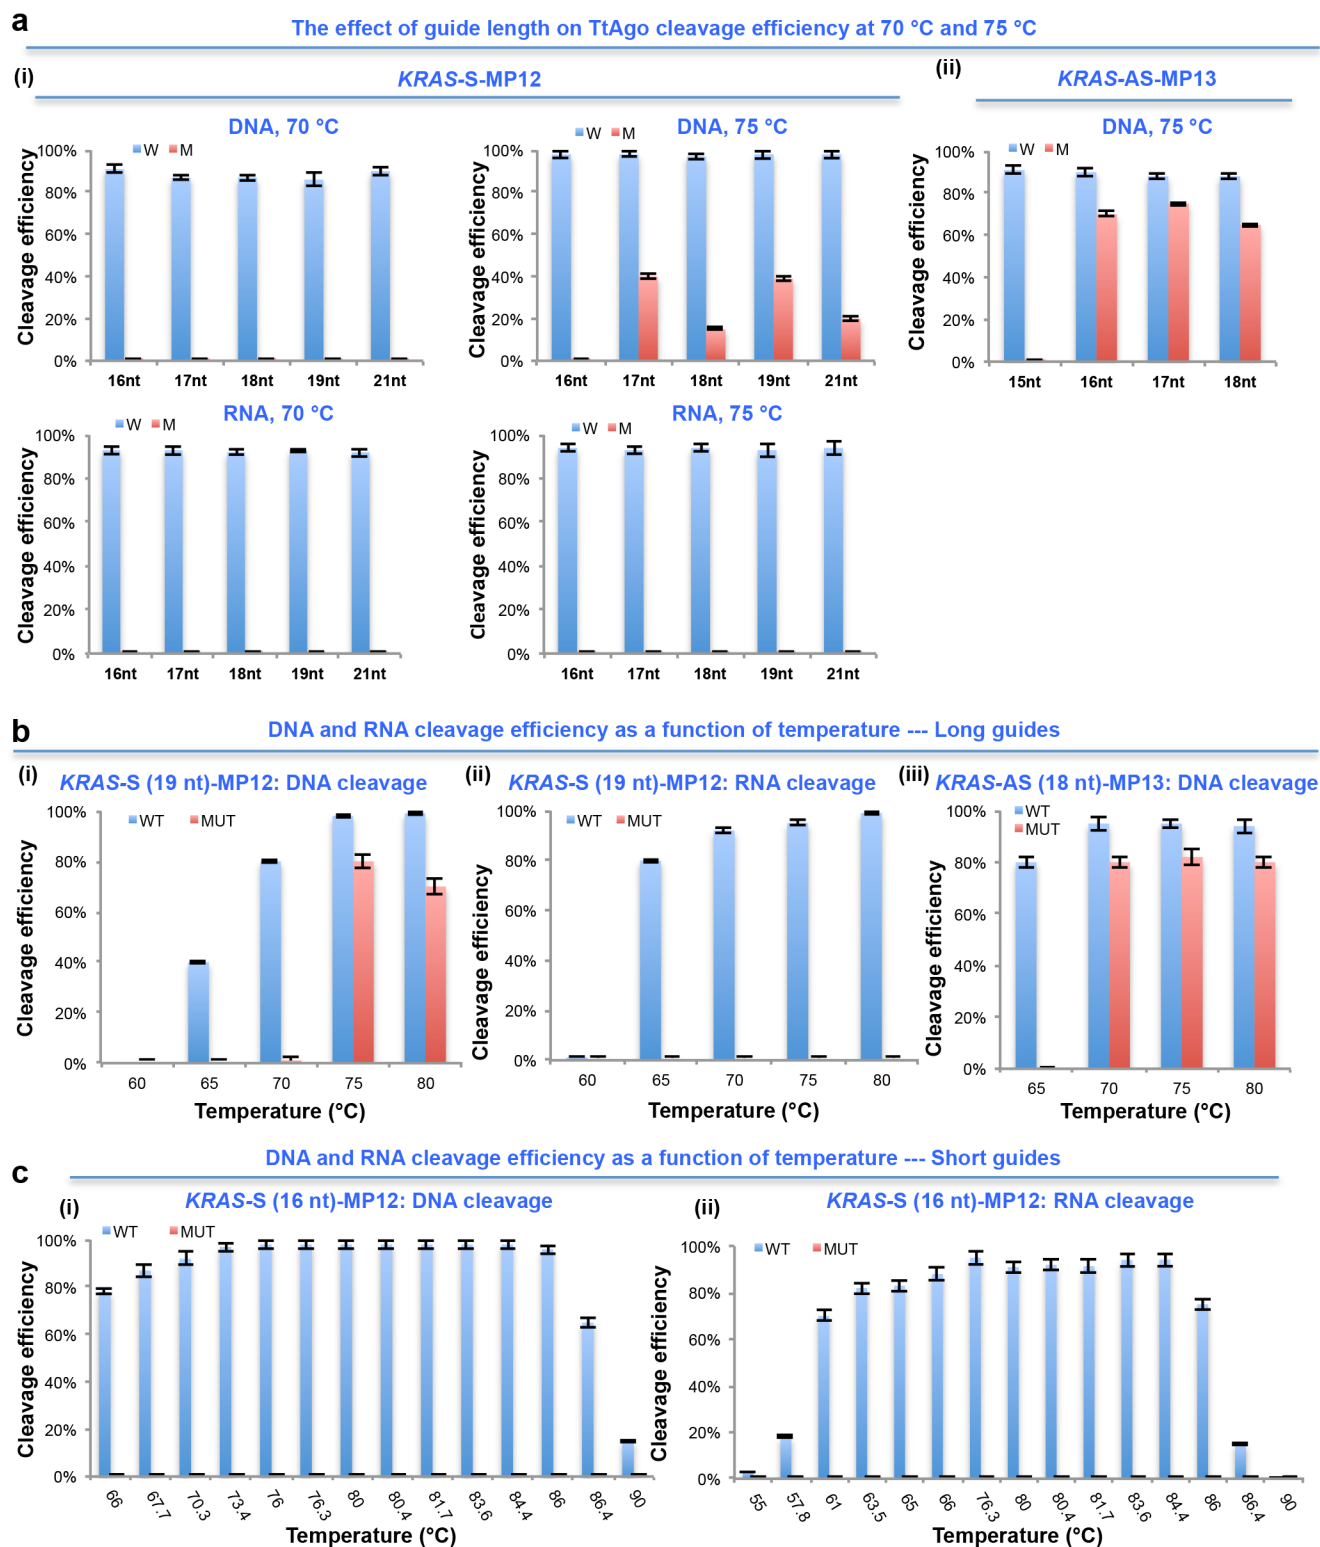 a
The effect of guide length on TtAgo cleavage efficiency at 70 °C and 75 °C
(i)
KRAS-S-MP12
(ii)
KRAS-AS-MP13
DNA, 70 °C
W M
Cleavage efficiency
100%
80%
60%
40%
20%
0%
16nt 17nt 18nt 19nt 21nt
DNA, 75 °C
W M
Cleavage efficiency
100%
80%
60%
40%
20%
0%
16nt 17nt 18nt 19nt 21nt
DNA, 75 °C
W M
Cleavage efficiency
100%
80%
60%
40%
20%
0%
15nt 16nt 17nt 18nt
RNA, 70 °C
W M
Cleavage efficiency
100%
80%
60%
40%
20%
0%
16nt 17nt 18nt 19nt 21nt
RNA, 75 °C
W M
Cleavage efficiency
100%
80%
60%
40%
20%
0%
16nt 17nt 18nt 19nt 21nt
b
DNA and RNA cleavage efficiency as a function of temperature --- Long guides
(i)
KRAS-S (19 nt)-MP12: DNA cleavage
WT MUT
Cleavage efficiency
100%
80%
60%
40%
20%
0%
60 65 70 75 80
Temperature (°C)
(ii)
KRAS-S (19 nt)-MP12: RNA cleavage
WT MUT
Cleavage efficiency
100%
80%
60%
40%
20%
0%
60 65 70 75 80
Temperature (°C)
(iii)
KRAS-AS (18 nt)-MP13: DNA cleavage
WT
MUT
Cleavage efficiency
100%
80%
60%
40%
20%
0%
65 70 75 80
Temperature (°C)
c
DNA and RNA cleavage efficiency as a function of temperature --- Short guides
(i)
KRAS-S (16 nt)-MP12: DNA cleavage
WT MUT
Cleavage efficiency
100%
80%
60%
40%
20%
0%
66 67.7 70.3 73.4 76 76.3 80 80.4 81.7 83.6 84.4 86 86.4 90
Temperature (°C)
(ii)
KRAS-S (16 nt)-MP12: RNA cleavage
WT MUT
Cleavage efficiency
100%
80%
60%
40%
20%
0%
55 57.8 61 63.5 65 66 76.3 80 80.4 81.7 83.6 84.4 86 86.4 90
Temperature (°C)